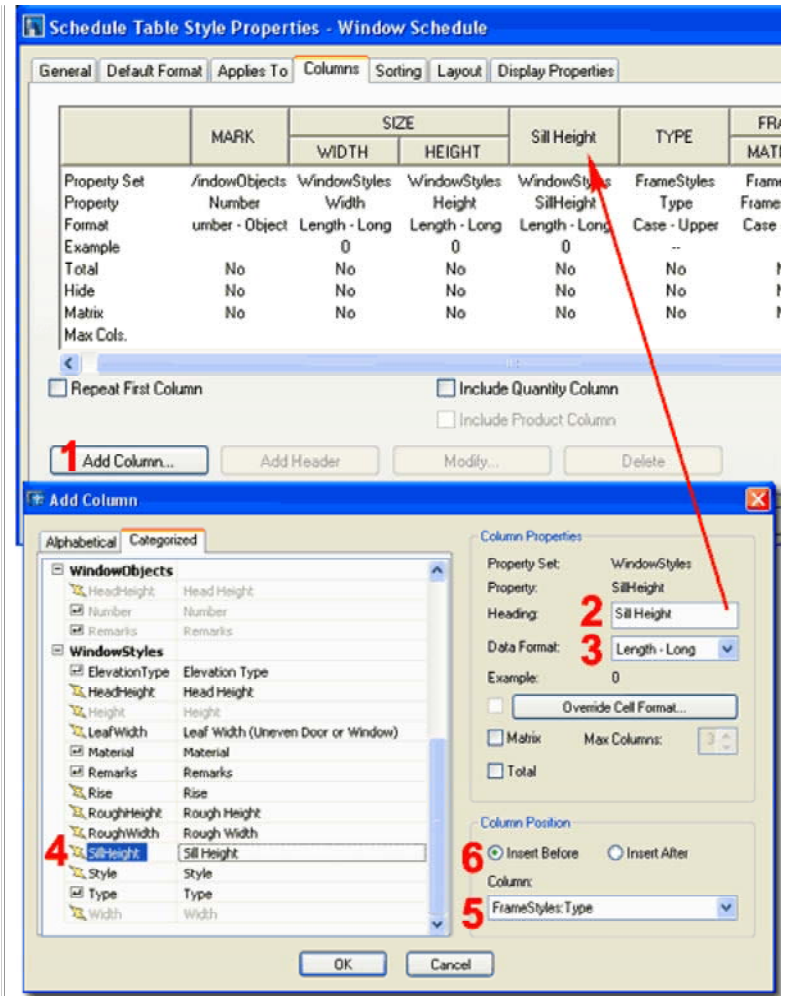 Schedule Table Style Properties - Window Schedule
General Default Format Applies To Columns Sorting Layout Display Properties
MARK SIZE Sill Height TYPE FRA
WIDTH HEIGHT MATI
Property Set /indowObjects WindowStyles WindowStyles WindowStyles FrameStyles Frame
Property Number Width Height SillHeight Type Frame
Format umber - Object Length - Long Length - Long Length - Long Case - Upper Case
Example 0 0 0 --
Total No No No No No
Hide No No No No No
Matrix No No No No No
Max Cols.
Repeat First Column Include Quantity Column
Include Product Column
1 Add Column... Add Header Modify... Delete
Add Column
Alphabetical Categorized
WindowObjects
HeadHeight Head Height
Number Number
Remarks Remarks
WindowStyles
ElevationType Elevation Type
HeadHeight Head Height
Height Height
LeafWidth Leaf Width (Uneven Door or Window)
Material Material
Remarks Remarks
Rise Rise
RoughHeight Rough Height
RoughWidth Rough Width
4 SillHeight Sill Height
Style Style
Type Type
Width Width
Column Properties
Property Set: WindowStyles
Property: SillHeight
Heading: 2 Sill Height
Data Format: 3 Length - Long
Example: 0
Override Cell Format...
Matrix Max Columns: 3
Total
Column Position
6 Insert Before Insert After
Column:
5 FrameStyles:Type
OK Cancel